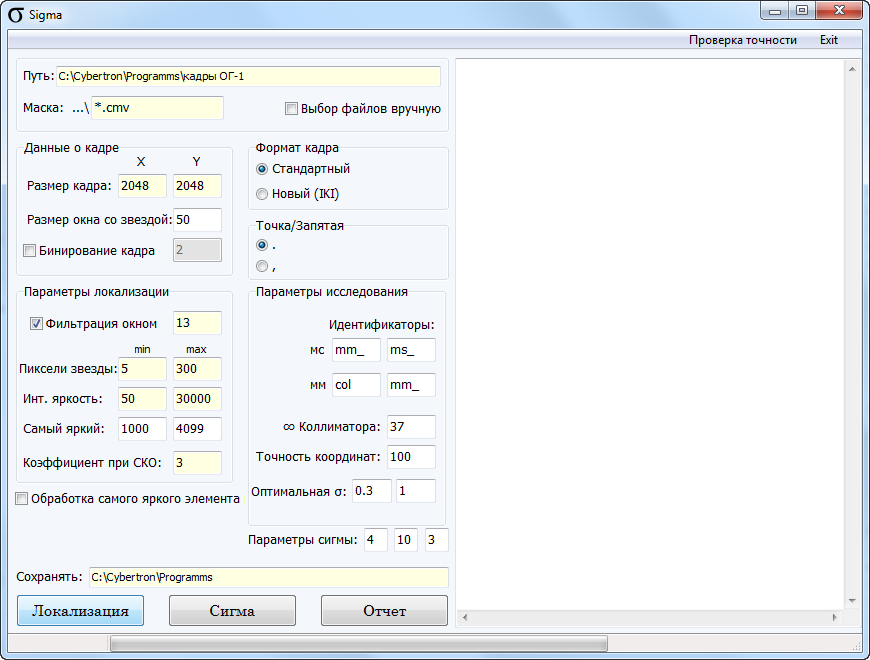 σ Sigma
Проверка точности Exit
Путь: C:\Cybertron\Programms\кадры ОГ-1
Маска: ...\ *.cmv Выбор файлов вручную
Данные о кадре
X Y
Размер кадра: 2048 2048
Размер окна со звездой: 50
Бинирование кадра 2
Формат кадра
Стандартный
Новый (IKI)
Точка/Запятая
.
,
Параметры локализации
Фильтрация окном 13
min max
Пиксели звезды: 5 300
Инт. яркость: 50 30000
Самый яркий: 1000 4099
Коэффициент при СКО: 3
Обработка самого яркого элемента
Параметры исследования
Идентификаторы:
мс mm_ ms_
мм col mm_
∞ Коллиматора: 37
Точность координат: 100
Оптимальная σ: 0.3 1
Параметры сигмы: 4 10 3
Сохранять: C:\Cybertron\Programms
Локализация Сигма Отчет